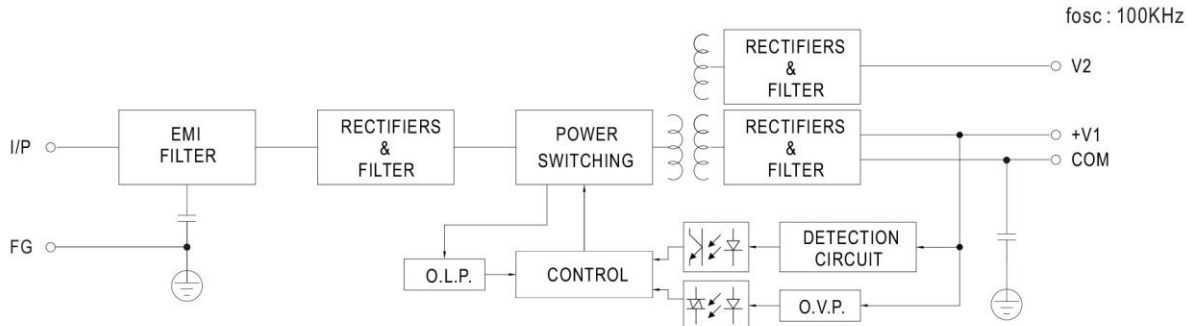 fosc : 100KHz
RECTIFIERS
&
FILTER
V2
I/P
EMI
FILTER
RECTIFIERS
&
FILTER
POWER
SWITCHING
RECTIFIERS
&
FILTER
+V1
COM
FG
O.L.P.
CONTROL
DETECTION
CIRCUIT
O.V.P.